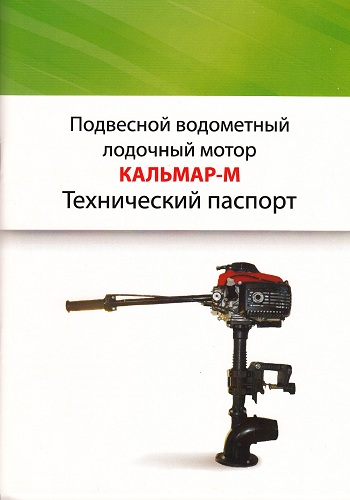 Подвесной водометный
лодочный мотор
КАЛЬМАР-М
Технический паспорт